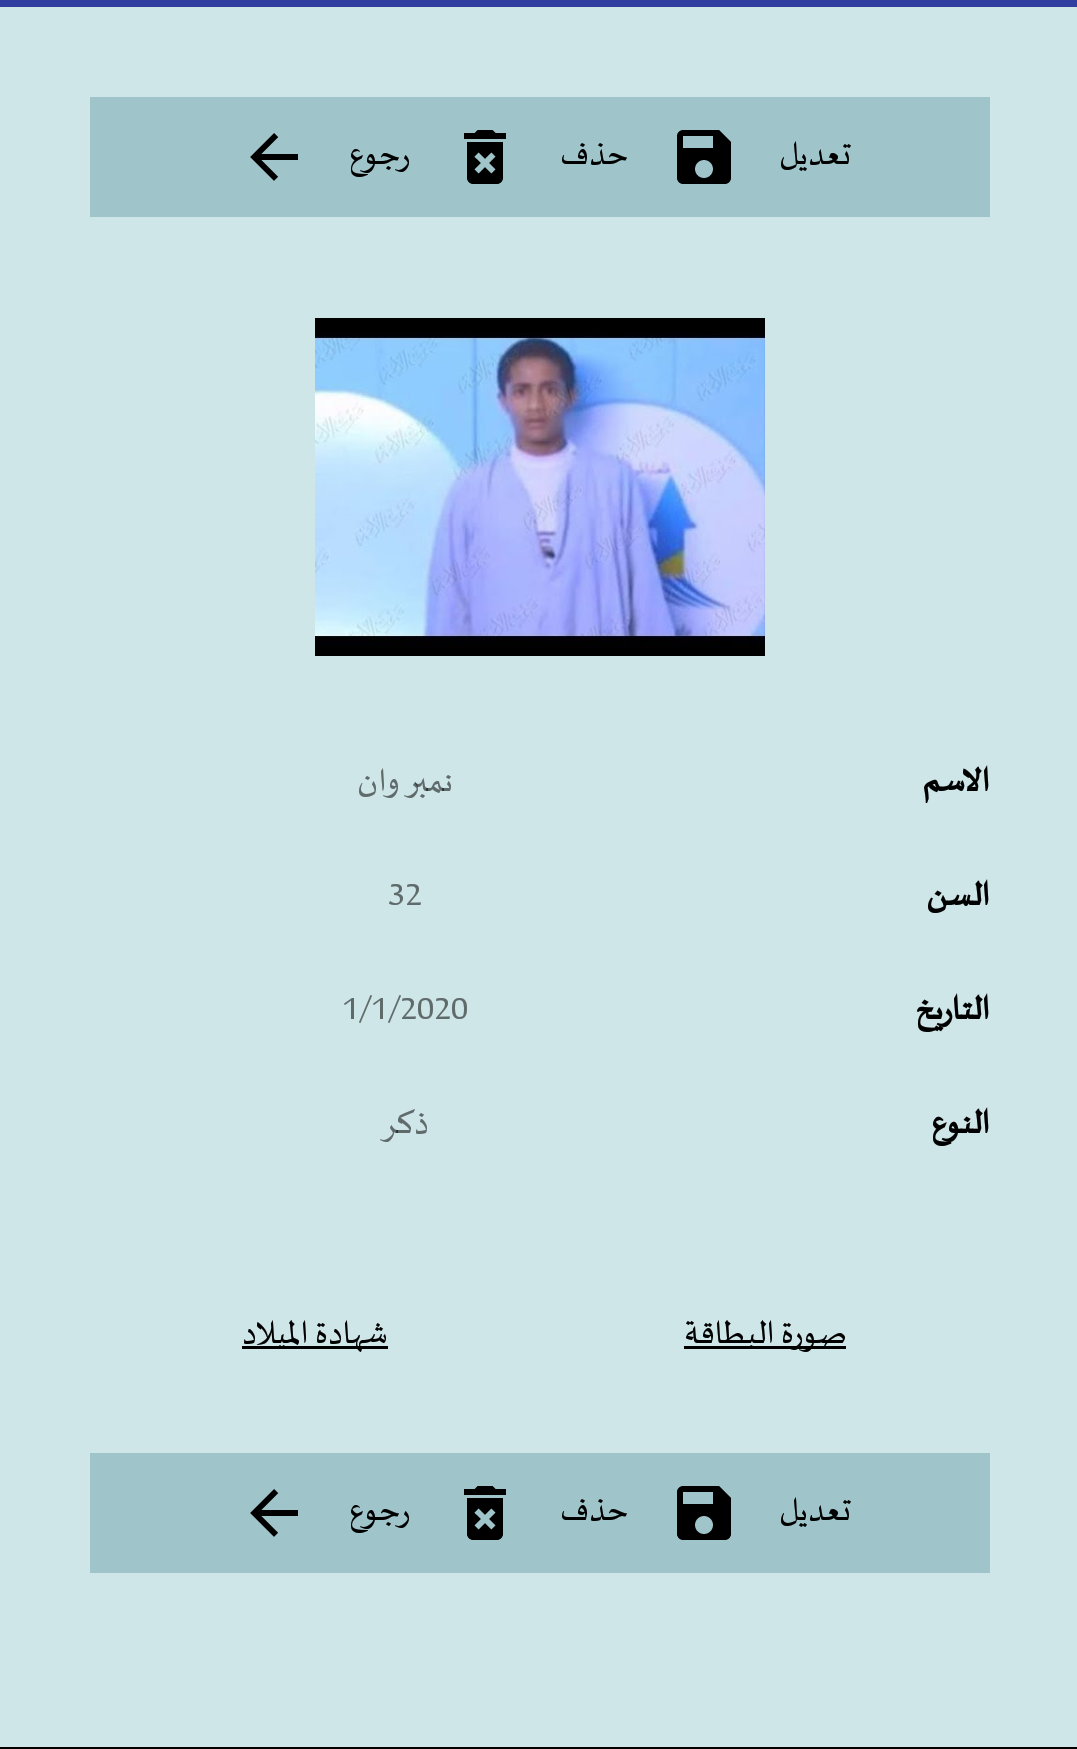 تعديل حذف رجوع
الاسم نمبر وان
السن 32
التاريخ 1/1/2020
النوع ذكر
صورة البطاقة شهادة الميلاد
تعديل حذف رجوع